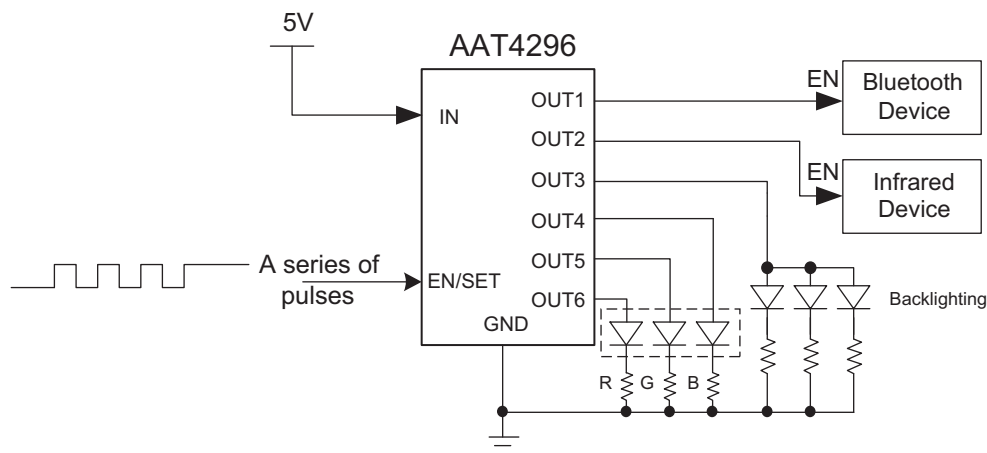 5V
AAT4296
IN
EN/SET
GND
OUT1
OUT2
OUT3
OUT4
OUT5
OUT6
A series of
pulses
EN
Bluetooth
Device
EN
Infrared
Device
Backlighting
R
G
B